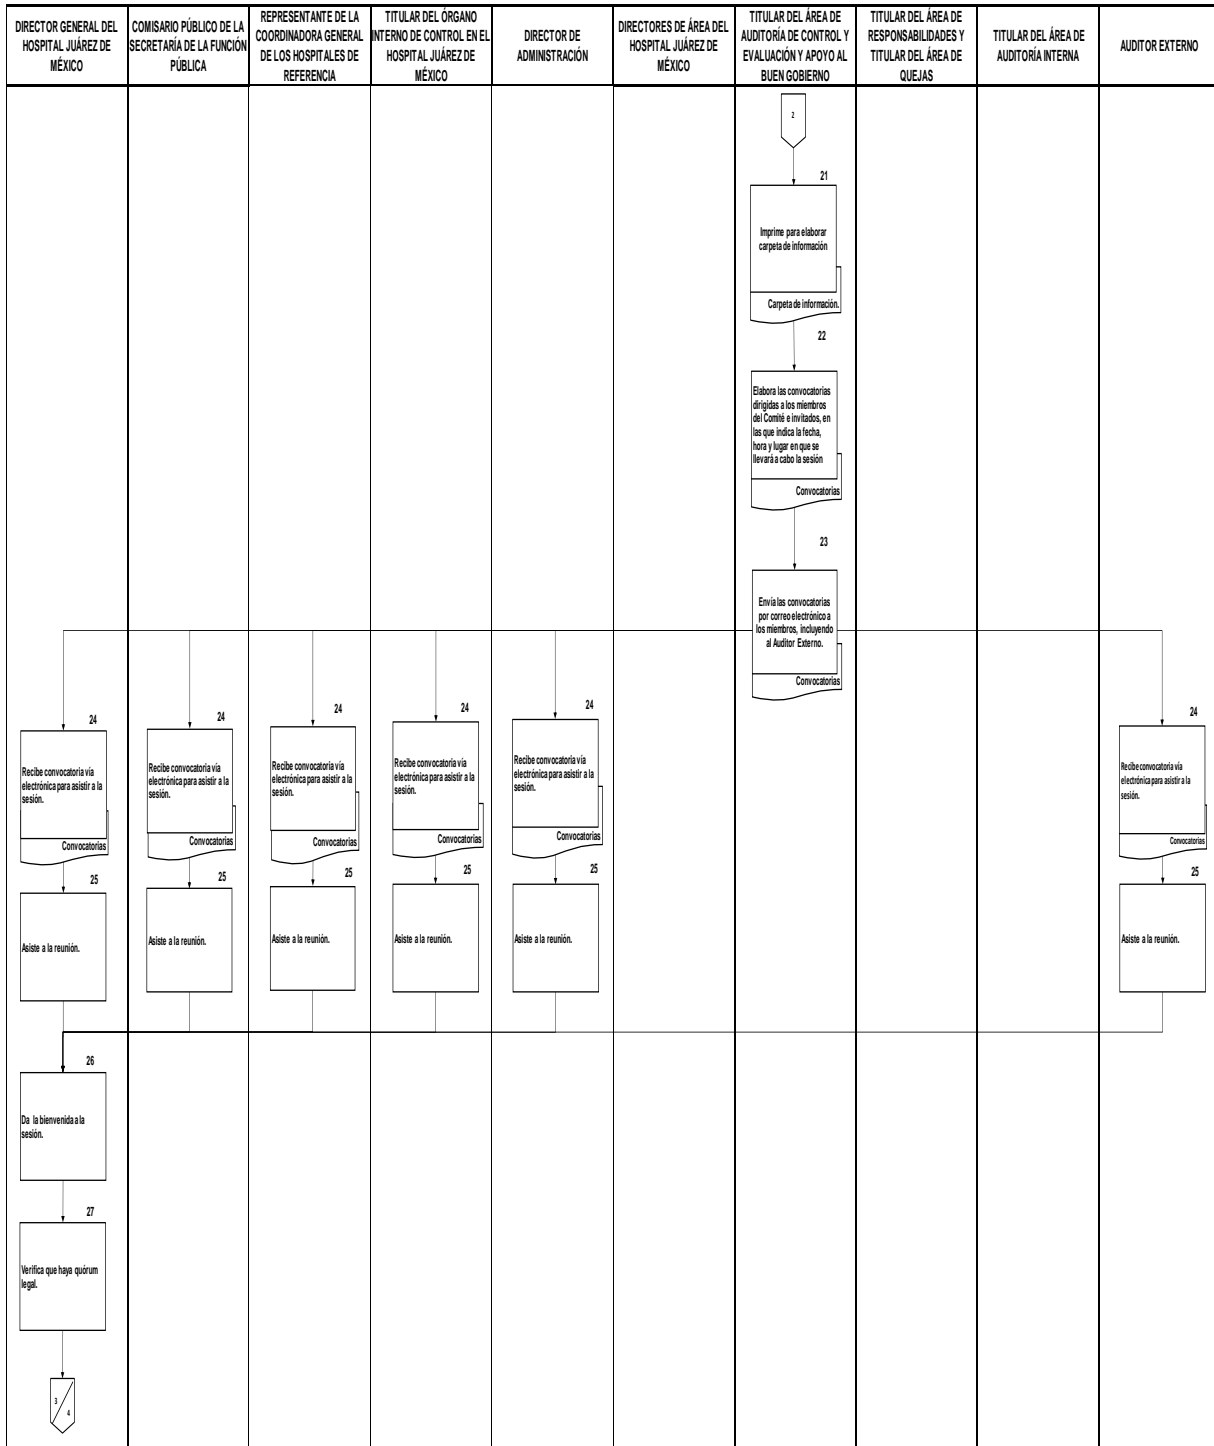 DIRECTOR GENERAL DEL
HOSPITAL JUÁREZ DE
MÉXICO
COMISARIO PÚBLICO DE LA
SECRETARÍA DE LA FUNCIÓN
PÚBLICA
REPRESENTANTE DE LA
COORDINADORA GENERAL
DE LOS HOSPITALES DE
REFERENCIA
TITULAR DEL ÓRGANO
INTERNO DE CONTROL EN EL
HOSPITAL JUÁREZ DE
MÉXICO
DIRECTOR DE
ADMINISTRACIÓN
DIRECTORES DE ÁREA DEL
HOSPITAL JUÁREZ DE
MÉXICO
TITULAR DEL ÁREA DE
AUDITORÍA DE CONTROL Y
EVALUACIÓN Y APOYO AL
BUEN GOBIERNO
TITULAR DEL ÁREA DE
RESPONSABILIDADES Y
TITULAR DEL ÁREA DE
QUEJAS
TITULAR DEL ÁREA DE
AUDITORÍA INTERNA
AUDITOR EXTERNO
2
21
Imprime para elaborar
carpeta de información
Carpeta de información.
22
Elabora las convocatorias
dirigidas a los miembros
del Comité e invitados, en
las que indica la fecha,
hora y lugar en que se
llevará a cabo la sesión
Convocatorias
23
Envía las convocatorias
por correo electrónico a
los miembros, incluyendo
al Auditor Externo.
Convocatorias
24
Recibe convocatoria vía
electrónica para asistir a la
sesión.
Convocatorias
25
Asiste a la reunión.
24
Recibe convocatoria vía
electrónica para asistir a la
sesión.
Convocatorias
25
Asiste a la reunión.
24
Recibe convocatoria vía
electrónica para asistir a la
sesión.
Convocatorias
25
Asiste a la reunión.
24
Recibe convocatoria vía
electrónica para asistir a la
sesión.
Convocatorias
25
Asiste a la reunión.
24
Recibe convocatoria vía
electrónica para asistir a la
sesión.
Convocatorias
25
Asiste a la reunión.
24
Recibe convocatoria vía
electrónica para asistir a la
sesión.
Convocatorias
25
Asiste a la reunión.
26
Da la bienvenida a la
sesión.
27
Verifica que haya quórum
legal.
3
4